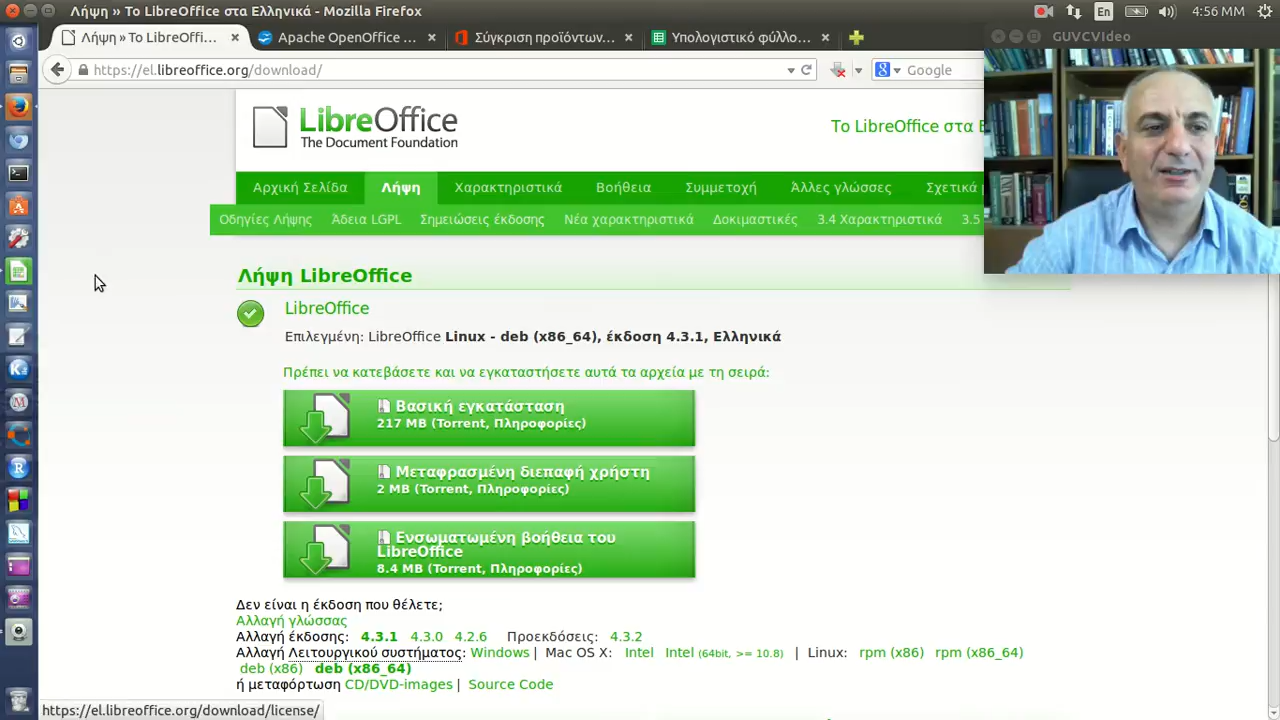 Λήψη » Το LibreOffice στα Ελληνικά - Mozilla Firefox
En
4:56 ΜΜ
Λήψη » Το LibreOffi...
Apache OpenOffice ...
Σύγκριση προϊόντων...
Υπολογιστικό φύλλο...
GUVCVideo
https://el.libreoffice.org/download/
Google
LibreOffice
The Document Foundation
Το LibreOffice στα Ε
Αρχική Σελίδα
Λήψη
Χαρακτηριστικά
Βοήθεια
Συμμετοχή
Άλλες γλώσσες
Σχετικά μ
Οδηγίες Λήψης
Άδεια LGPL
Σημειώσεις έκδοσης
Νέα χαρακτηριστικά
Δοκιμαστικές
3.4 Χαρακτηριστικά
3.5
Λήψη LibreOffice
LibreOffice
Επιλεγμένη: LibreOffice Linux - deb (x86_64), έκδοση 4.3.1, Ελληνικά
Πρέπει να κατεβάσετε και να εγκαταστήσετε αυτά τα αρχεία με τη σειρά:
Βασική εγκατάσταση
217 MB (Torrent, Πληροφορίες)
Μεταφρασμένη διεπαφή χρήστη
2 MB (Torrent, Πληροφορίες)
Ενσωματωμένη βοήθεια του
LibreOffice
8.4 MB (Torrent, Πληροφορίες)
Δεν είναι η έκδοση που θέλετε;
Αλλαγή γλώσσας
Αλλαγή έκδοσης: 4.3.1 4.3.0 4.2.6 Προεκδόσεις: 4.3.2
Αλλαγή Λειτουργικού συστήματος: Windows | Mac OS X: Intel Intel (64bit, >= 10.8) | Linux: rpm (x86) rpm (x86_64)
deb (x86) deb (x86_64)
ή μεταφόρτωση CD/DVD-images | Source Code
https://el.libreoffice.org/download/license/